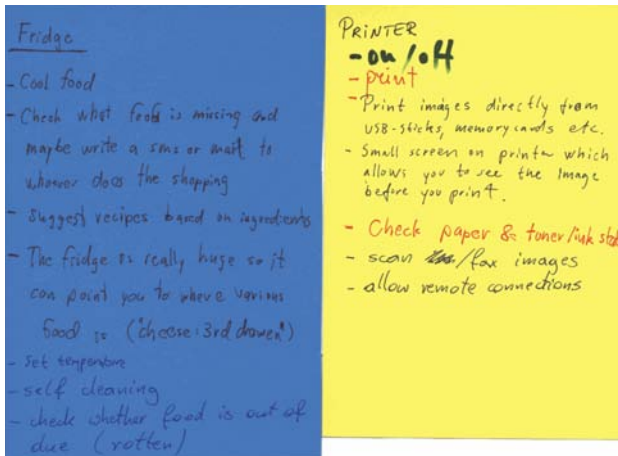 Fridge
- Cool food
- Check what food is missing and
maybe write a sms or mail to
whoever does the shopping
- Suggest recipes based on ingredients
- The fridge is really huge so it
can point you to where various
food is ("cheese: 3rd drawer")
- Set temperature
- self cleaning
- check whether food is out of
due (rotten)
PRINTER
- on/off
- print
- Print images directly from
USB-sticks, memory cards etc.
- Small screen on printer which
allows you to see the image
before you print.
- Check paper & toner/ink
- scan /fax images
- allow remote connections